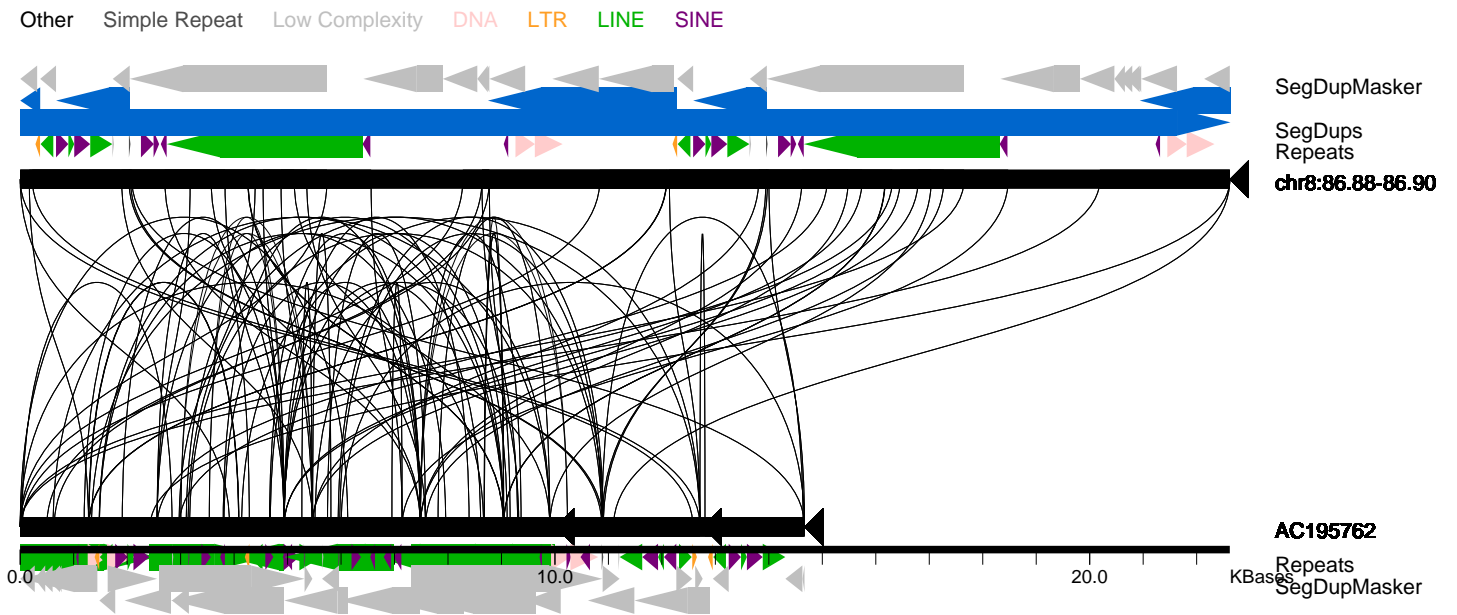 Other Simple Repeat Low Complexity DNA LTR LINE SINE
SegDupMasker
SegDups
Repeats
chr8:86.88-86.90
AC195762
Repeats
0.0 10.0 20.0 KBases
SegDupMasker